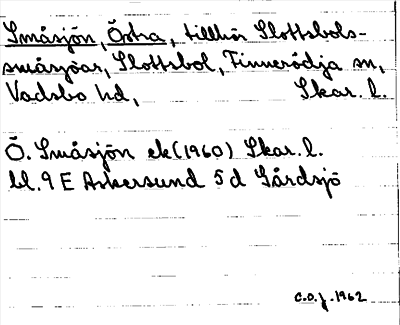 Småsjön, Östra, tillhör Slottsbols-
småsjöar, Slottsbol, Finnerödja sn,
Vadsbo hd, Skar. l.
Ö. Småsjön ek (1960) Skar. l.
bl. 9 E Askersund 5 d Gårdsjö
C.O.J. 1962